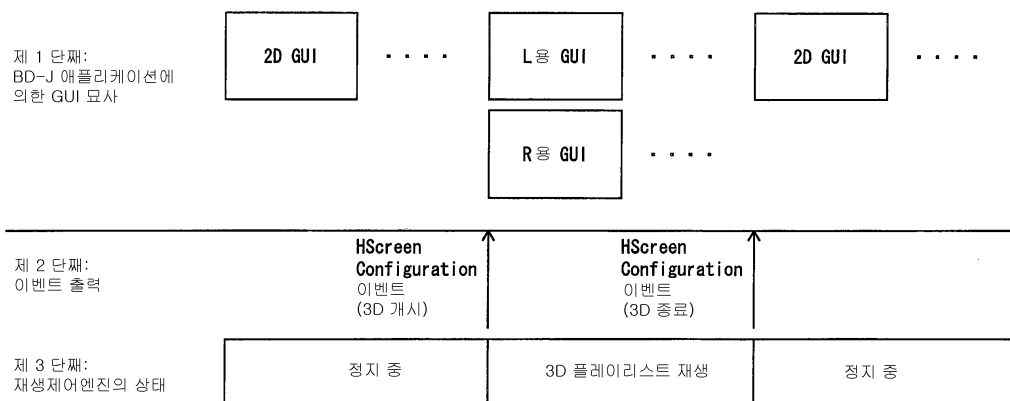 제 1 단째:
BD-J 애플리케이션에
의한 GUI 묘사
2D GUI ....
L용 GUI ....
2D GUI ....
R용 GUI ....
제 2 단째:
이벤트 출력
HScreen
Configuration
이벤트
(3D 개시)
HScreen
Configuration
이벤트
(3D 종료)
제 3 단째:
재생제어엔진의 상태
정지 중
3D 플레이리스트 재생
정지 중